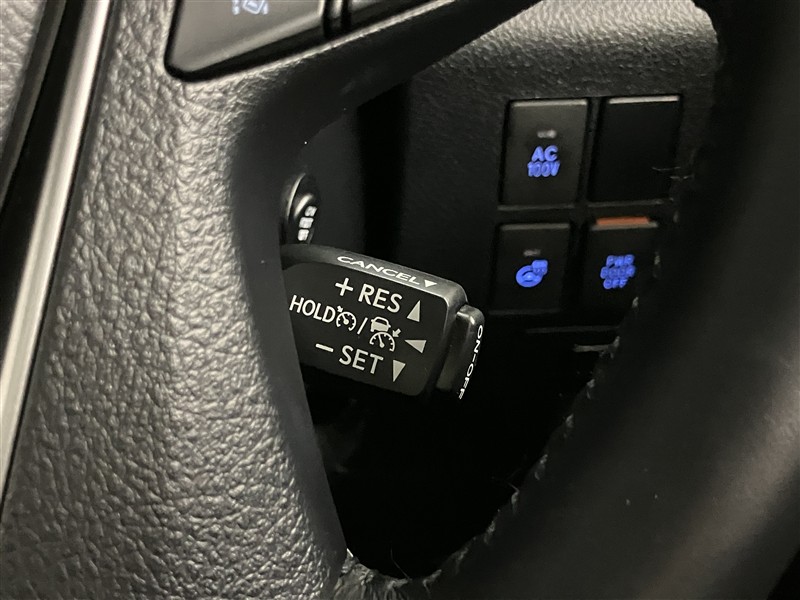 AC
100V
PWR
DOOR
OFF
CANCEL▼
+ RES ▲
HOLD / ◀
− SET ▼
ON-OFF